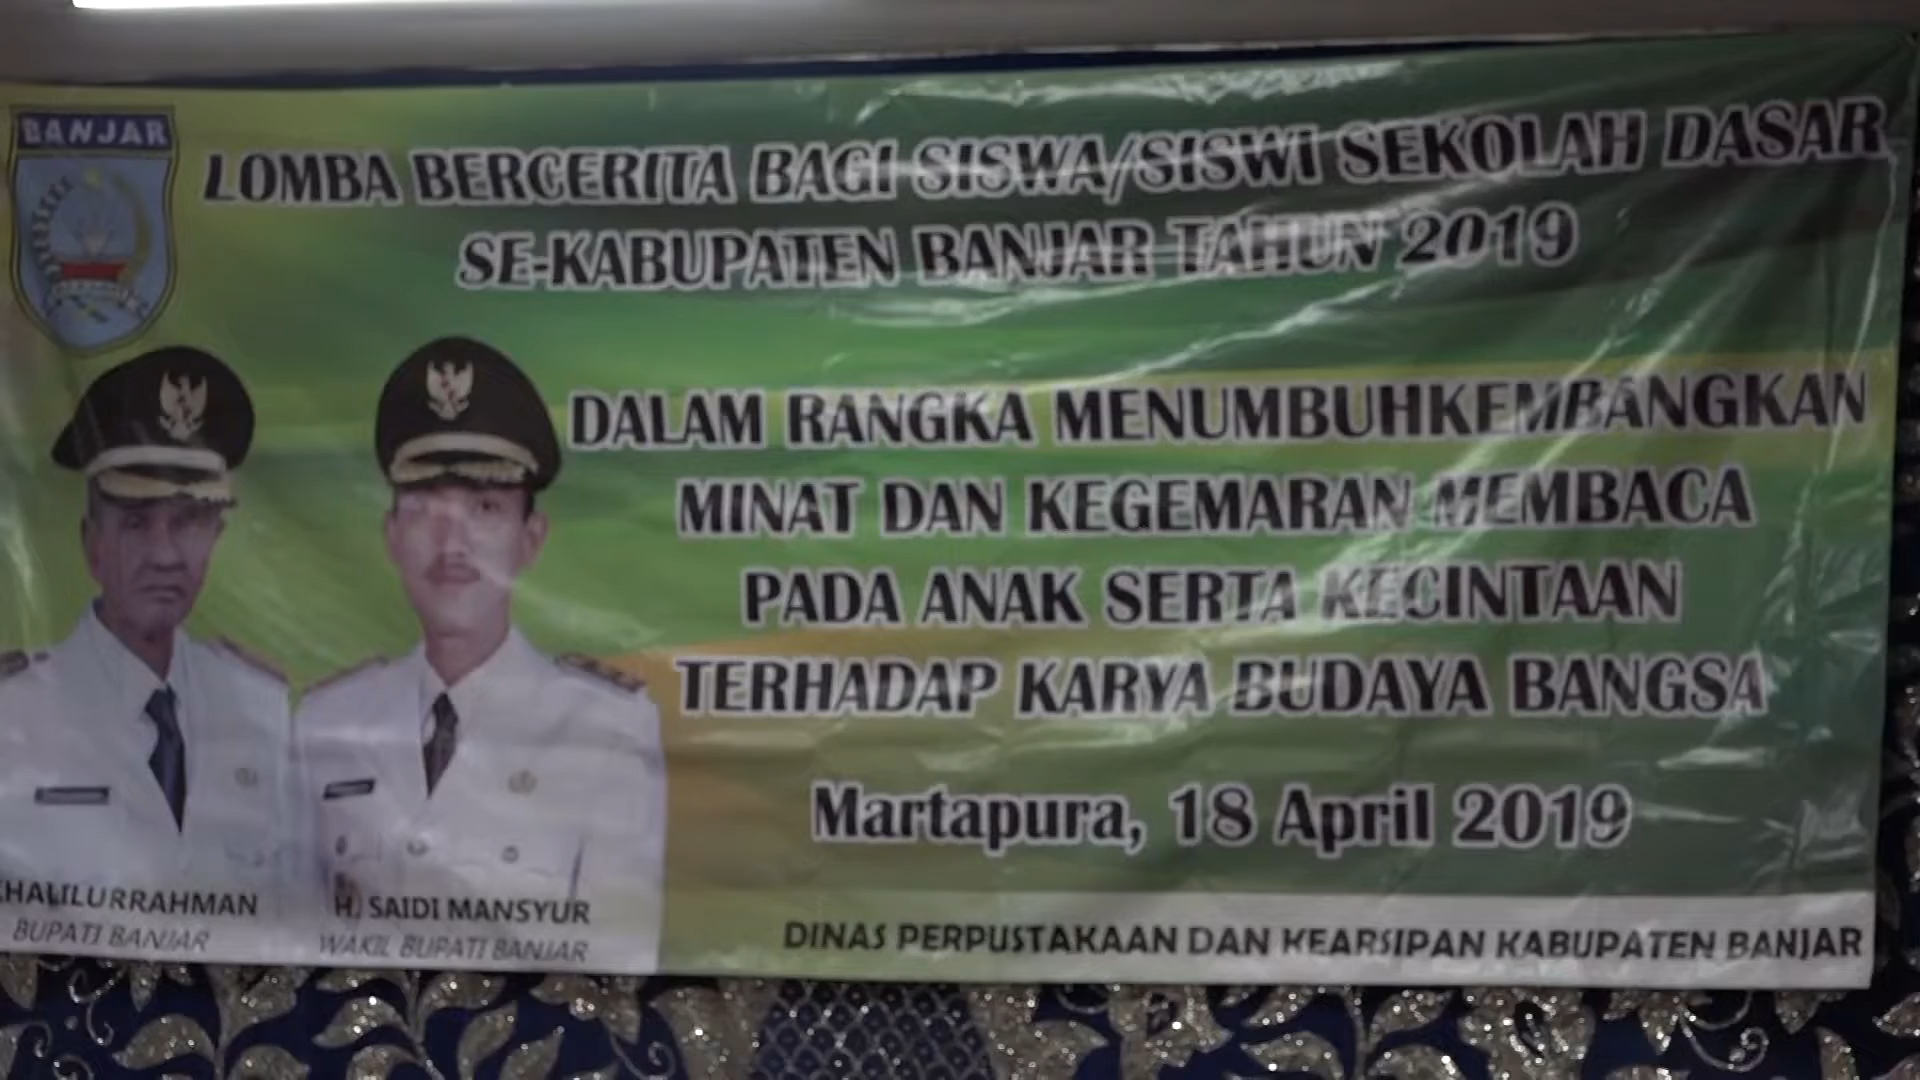 BANJAR
LOMBA BERCERITA BAGI SISWA/SISWI SEKOLAH DASAR
SE-KABUPATEN BANJAR TAHUN 2019
DALAM RANGKA MENUMBUHKEMBANGKAN
MINAT DAN KEGEMARAN MEMBACA
PADA ANAK SERTA KECINTAAN
TERHADAP KARYA BUDAYA BANGSA
Martapura, 18 April 2019
KHALILURRAHMAN
BUPATI BANJAR
H. SAIDI MANSYUR
WAKIL BUPATI BANJAR
DINAS PERPUSTAKAAN DAN KEARSIPAN KABUPATEN BANJAR